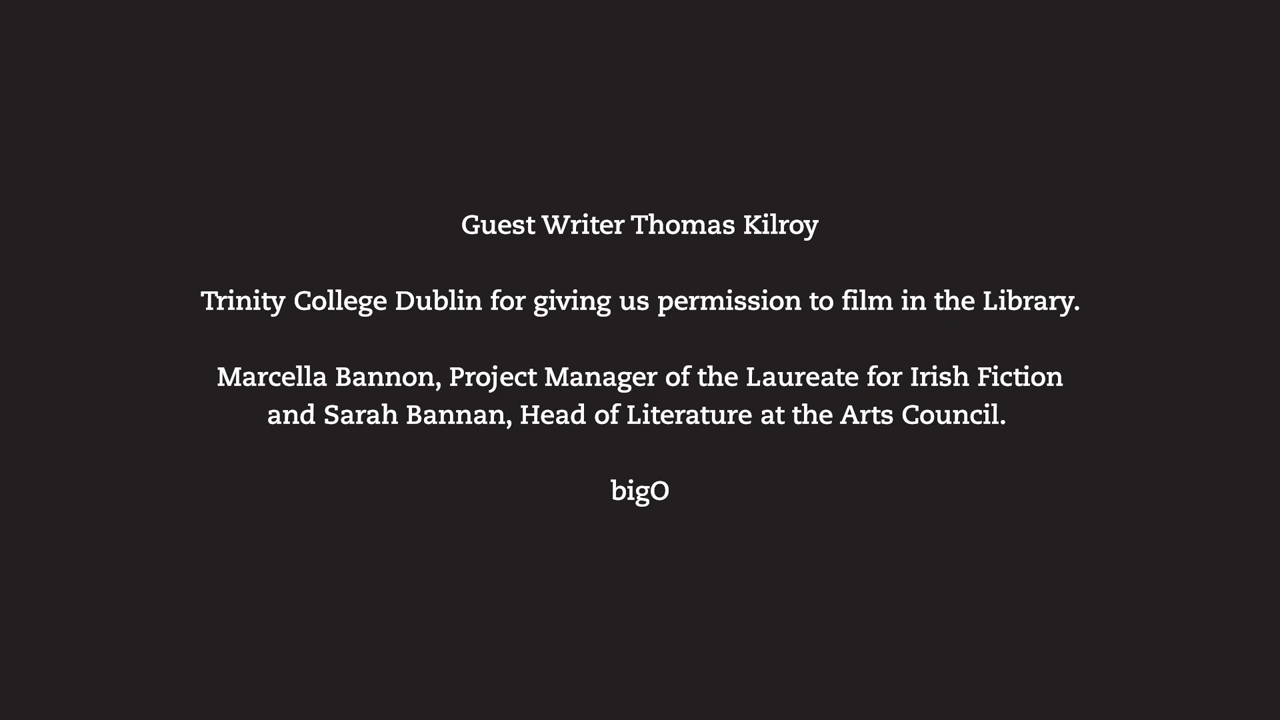 Guest Writer Thomas Kilroy
Trinity College Dublin for giving us permission to film in the Library.
Marcella Bannon, Project Manager of the Laureate for Irish Fiction
and Sarah Bannan, Head of Literature at the Arts Council.
bigO